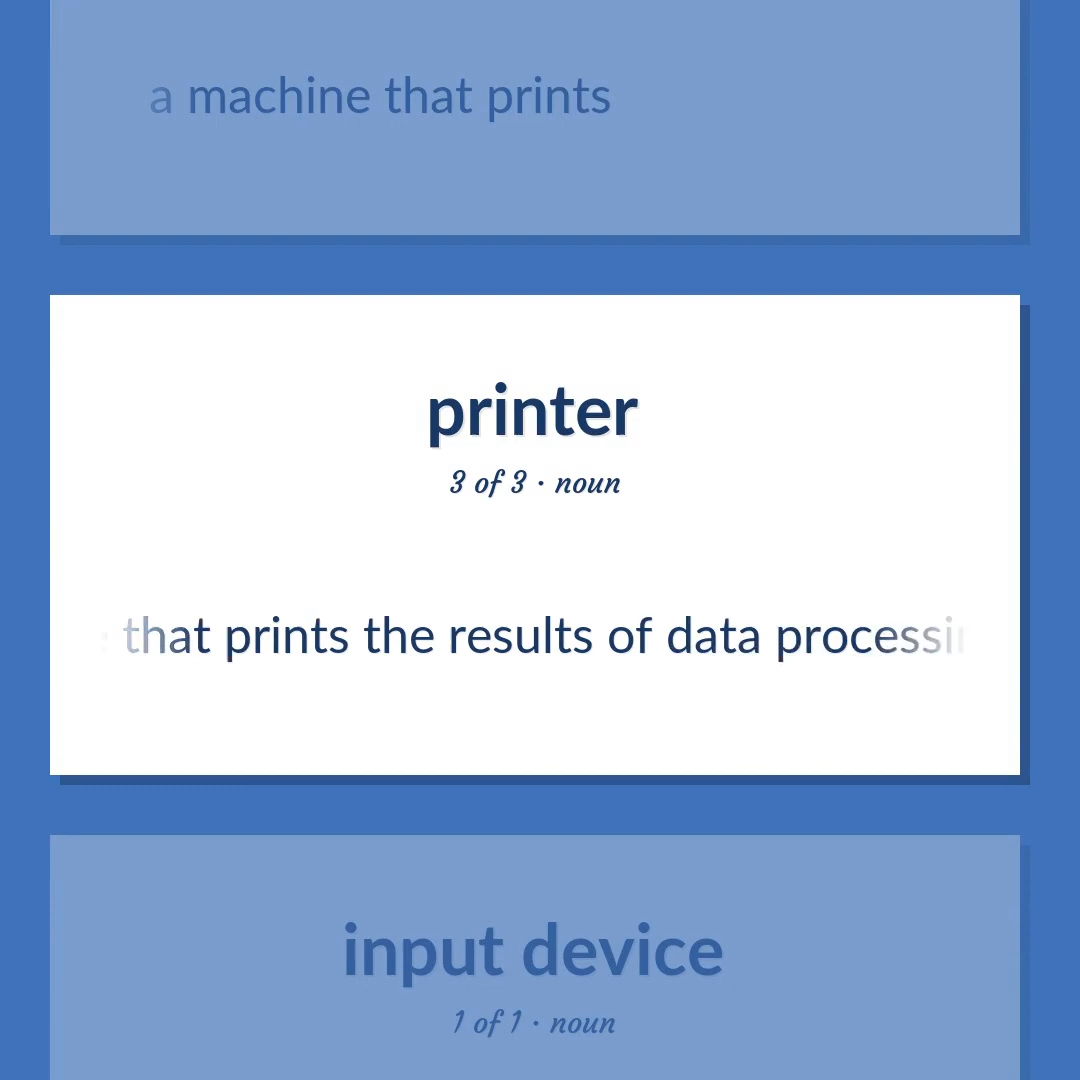 a machine that prints
printer
3 of 3 · noun
that prints the results of data
input device
1 of 1 · noun